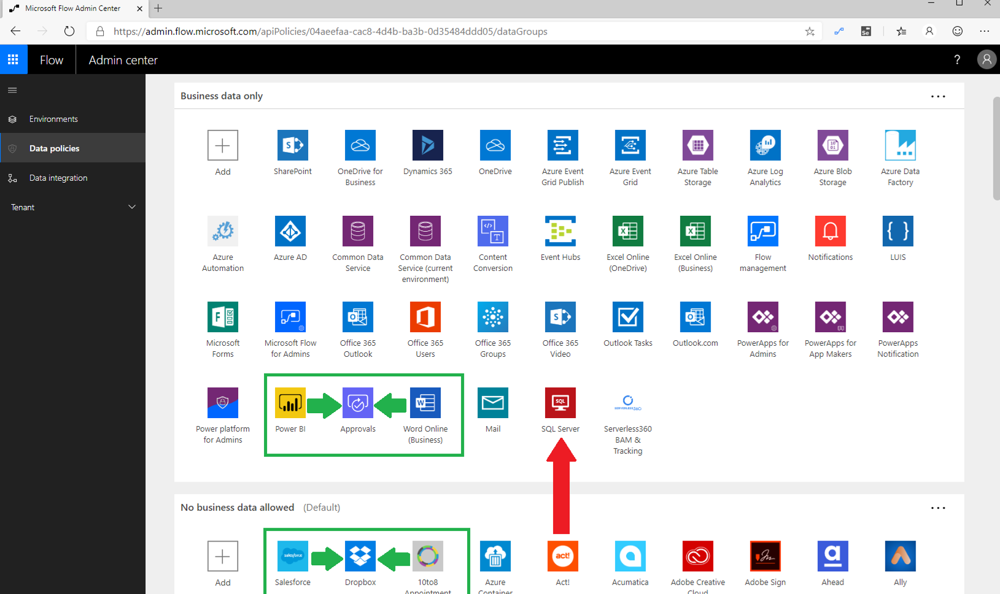 Microsoft Flow Admin Center
https://admin.flow.microsoft.com/apiPolicies/04aeefaa-cac8-4d4b-ba3b-0d35484ddd05/dataGroups
Se
Flow
Admin center
?
Environments
Data policies
Data integration
Tenant
Business data only
Add
SharePoint
OneDrive for
Business
Dynamics 365
OneDrive
Azure Event
Grid Publish
Azure Event
Grid
Azure Table
Storage
Azure Log
Analytics
Azure Blob
Storage
Azure Data
Factory
Azure
Automation
Azure AD
Common Data
Service
Common Data
Service (current
environment)
Content
Conversion
Event Hubs
Excel Online
(OneDrive)
Excel Online
(Business)
Flow
management
Notifications
LUIS
Microsoft
Forms
Microsoft Flow
for Admins
Office 365
Outlook
Office 365
Users
Office 365
Groups
Office 365
Video
Outlook Tasks
Outlook.com
PowerApps for
Admins
PowerApps for
App Makers
PowerApps
Notification
Power platform
for Admins
Power BI
Approvals
Word Online
(Business)
Mail
SQL
SQL Server
SERVERLESS360
Serverless360
BAM &
Tracking
No business data allowed (Default)
Add
salesforce
Salesforce
Dropbox
10to8
Appointment
Azure
Container
act!
Act!
Acumatica
Adobe Creative
Cloud
Adobe Sign
a
Ahead
Ally